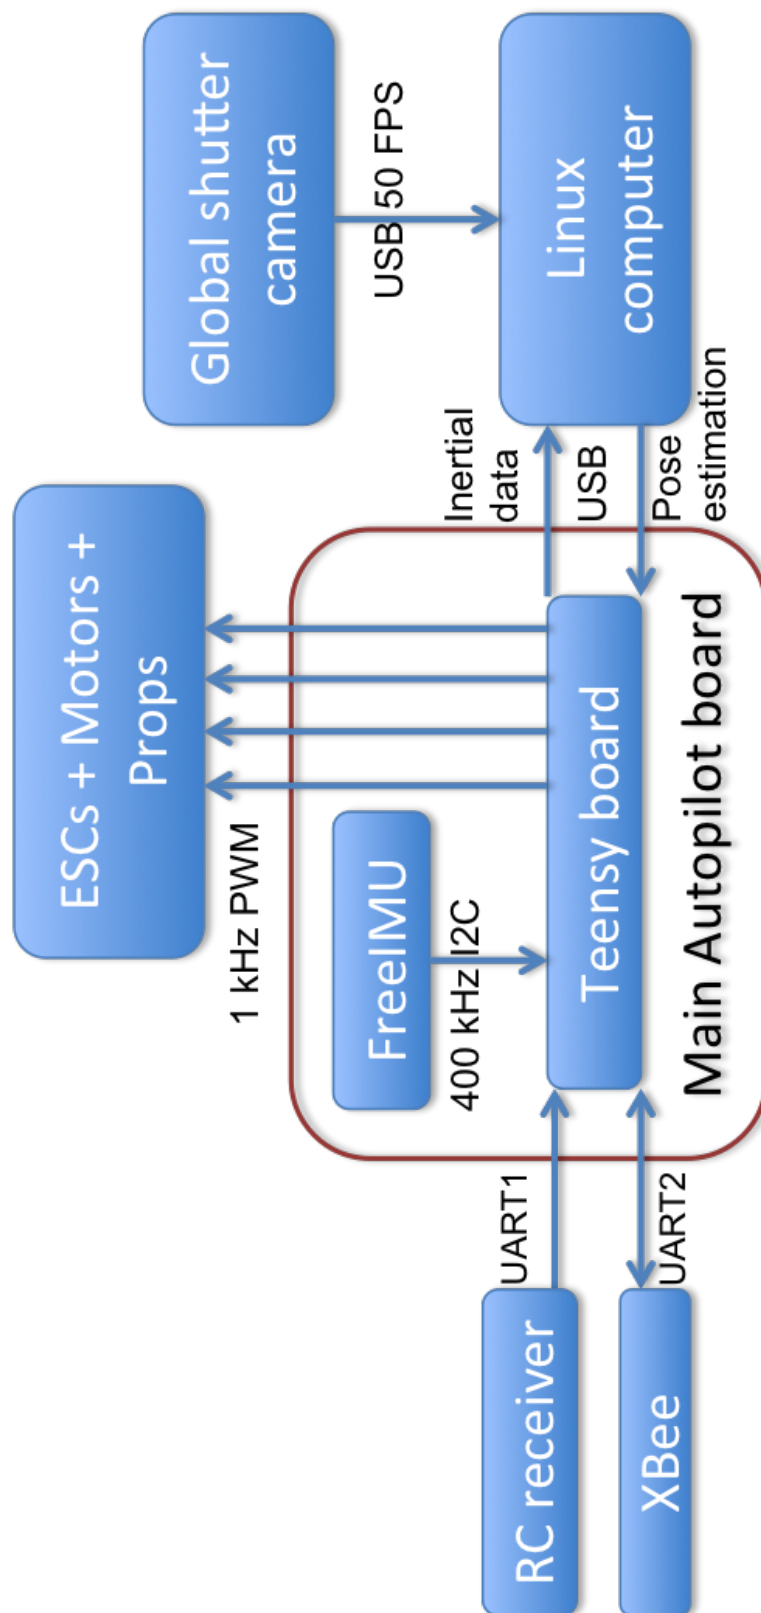 ESCs + Motors +
Props
Global shutter
camera
1 kHz PWM
USB 50 FPS
FreeIMU
400 kHz I2C
Inertial
data
USB
Pose
estimation
Linux
computer
RC receiver
UART1
Teensy board
XBee
UART2
Main Autopilot board